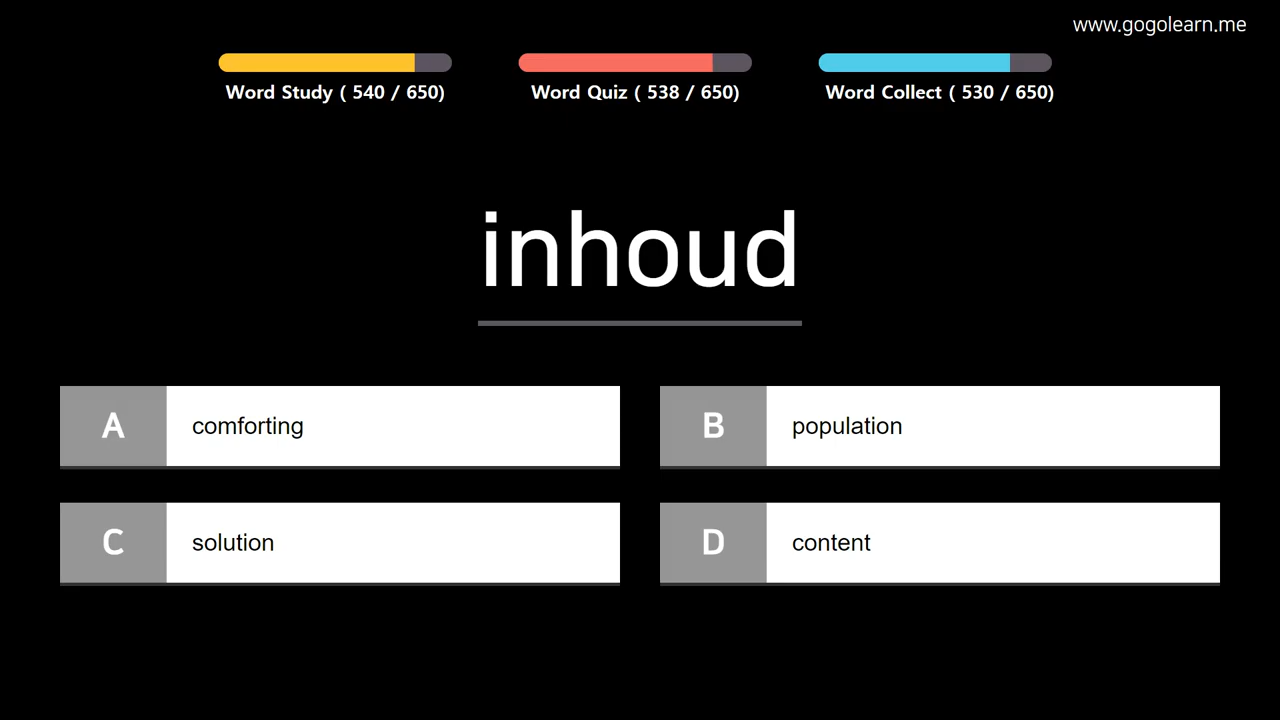 www.gogolearn.me
Word Study ( 540 / 650)
Word Quiz ( 538 / 650)
Word Collect ( 530 / 650)
inhoud
A comforting
B population
C solution
D content